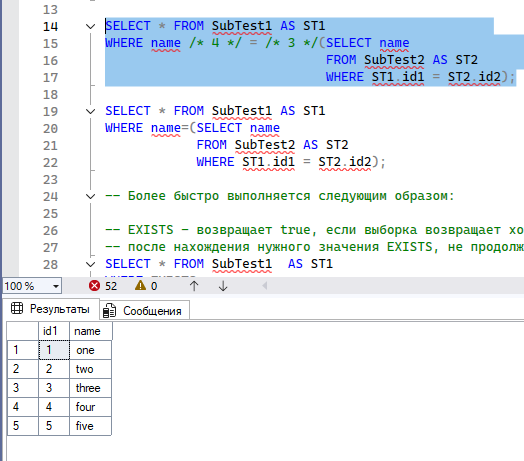 13
14 SELECT * FROM SubTest1 AS ST1
15 WHERE name /* 4 */ = /* 3 */(SELECT name
16 FROM SubTest2 AS ST2
17 WHERE ST1.id1 = ST2.id2);
18
19 SELECT * FROM SubTest1 AS ST1
20 WHERE name=(SELECT name
21 FROM SubTest2 AS ST2
22 WHERE ST1.id1 = ST2.id2);
23
24 -- Более быстро выполняется следующим образом:
25
26 -- EXISTS - возвращает true, если выборка возвращает хо
27 -- после нахождения нужного значения EXISTS, не продолж
28 SELECT * FROM SubTest1  AS ST1
100 % 52 0
Результаты Сообщения
id1 name
1 1 one
2 2 two
3 3 three
4 4 four
5 5 five